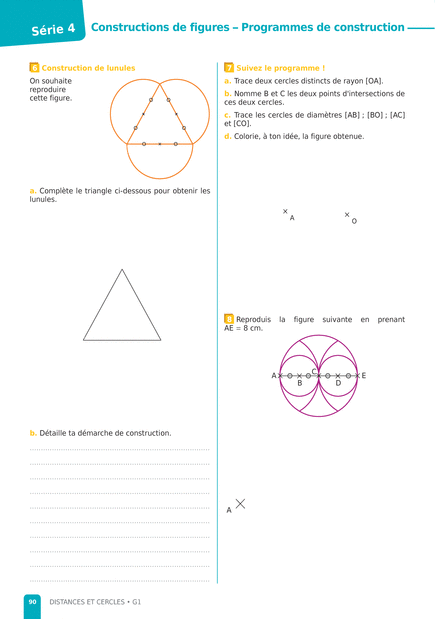 Série 4
Constructions de figures – Programmes de construction
6 Construction de lunules
On souhaite
reproduire
cette figure.
a. Complète le triangle ci-dessous pour obtenir les
lunules.
b. Détaille ta démarche de construction.
7 Suivez le programme !
a. Trace deux cercles distincts de rayon [OA].
b. Nomme B et C les deux points d'intersections de
ces deux cercles.
c. Trace les cercles de diamètres [AB] ; [BO] ; [AC]
et [CO].
d. Colorie, à ton idée, la figure obtenue.
A
O
8 Reproduis la figure suivante en prenant
AE = 8 cm.
A
B
C
D
E
A
90 DISTANCES ET CERCLES • G1